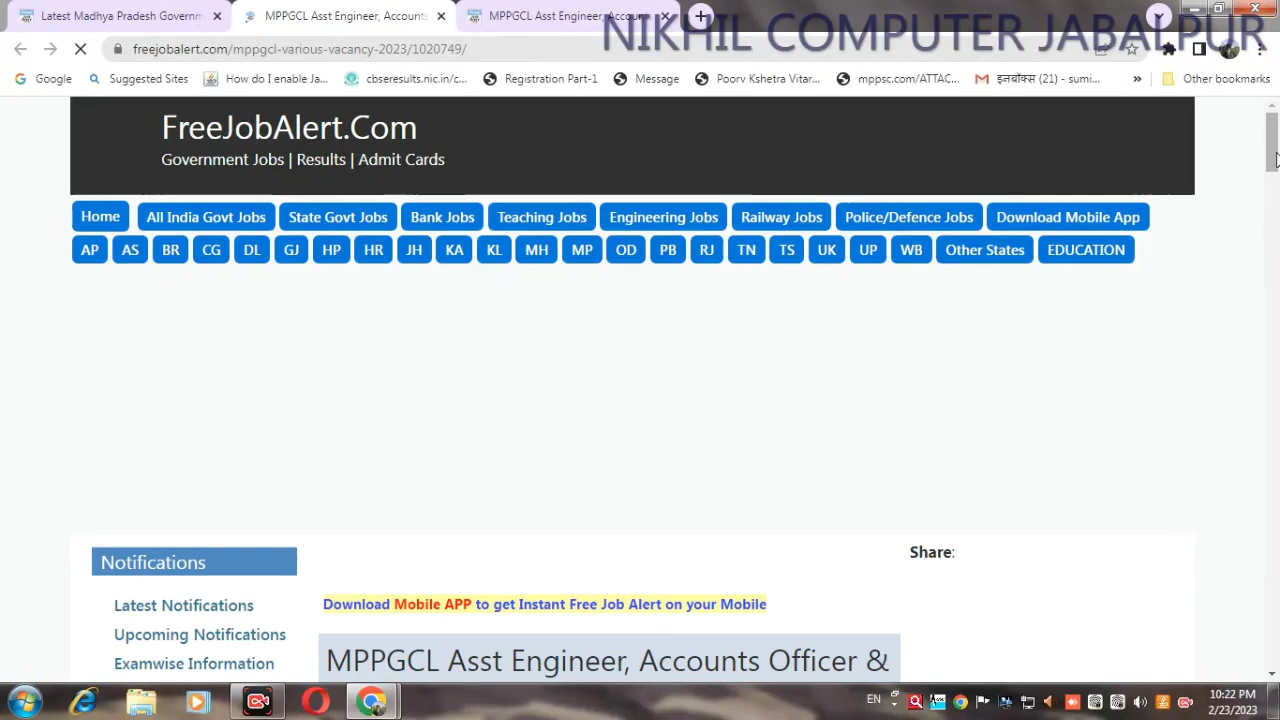 NIKHIL COMPUTER JABALPUR
Latest Madhya Pradesh Governm
MPPGCL Asst Engineer, Accounts
MPPGCL Asst Engineer, Accoun
freejobalert.com/mppgcl-various-vacancy-2023/1020749/
Google
Suggested Sites
How do I enable Ja...
cbseresults.nic.in/c...
Registration Part-1
Message
Poorv Kshetra Vitar...
mppsc.com/ATTAC...
इनबॉक्स (21) - sumi...
»
Other bookmarks
FreeJobAlert.Com
Government Jobs | Results | Admit Cards
Home All India Govt Jobs State Govt Jobs Bank Jobs Teaching Jobs Engineering Jobs Railway Jobs Police/Defence Jobs Download Mobile App
AP AS BR CG DL GJ HP HR JH KA KL MH MP OD PB RJ TN TS UK UP WB Other States EDUCATION
Notifications
Share:
Latest Notifications
Download Mobile APP to get Instant Free Job Alert on your Mobile
Upcoming Notifications
Examwise Information
MPPGCL Asst Engineer, Accounts Officer &
EN
10:22 PM
2/23/2023